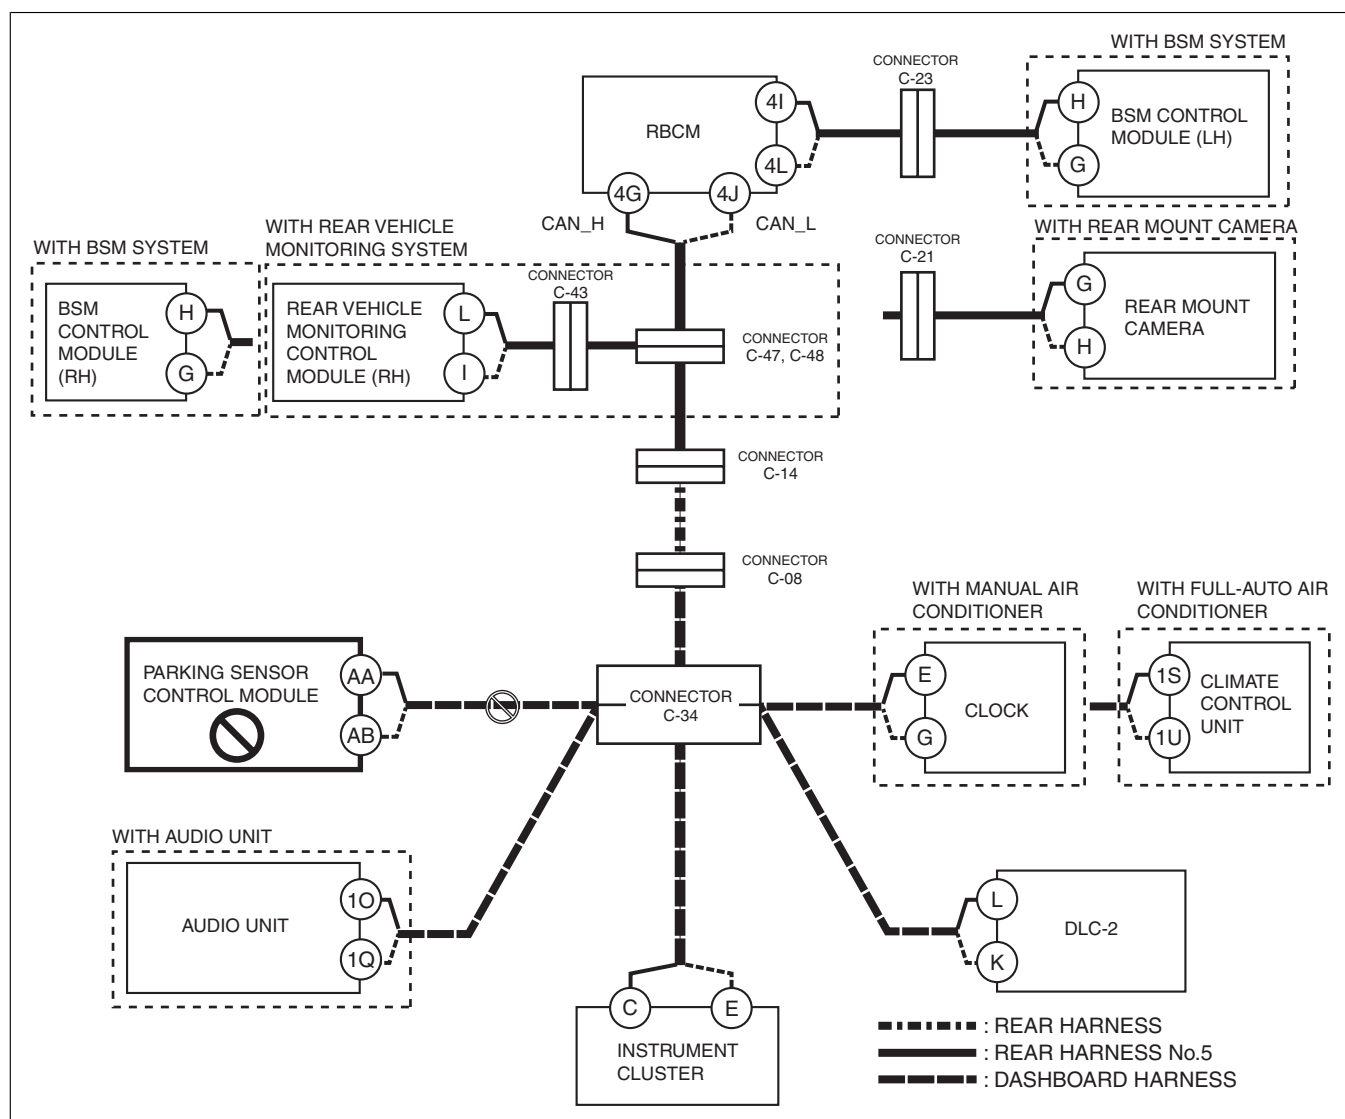 WITH BSM SYSTEM
CONNECTOR
C-23
4I
H
RBCM
BSM CONTROL
MODULE (LH)
4L
G
4G
4J
CAN_H
CAN_L
WITH REAR VEHICLE
MONITORING SYSTEM
WITH BSM SYSTEM
WITH REAR MOUNT CAMERA
CONNECTOR
C-21
CONNECTOR
C-43
G
REAR MOUNT
CAMERA
H
BSM
CONTROL
MODULE
(RH)
H
G
REAR VEHICLE
MONITORING
CONTROL
MODULE (RH)
L
I
CONNECTOR
C-47, C-48
CONNECTOR
C-14
CONNECTOR
C-08
WITH MANUAL AIR
CONDITIONER
WITH FULL-AUTO AIR
CONDITIONER
PARKING SENSOR
CONTROL MODULE
AA
AB
CONNECTOR
C-34
E
G
CLOCK
1S
1U
CLIMATE
CONTROL
UNIT
WITH AUDIO UNIT
AUDIO UNIT
1O
1Q
L
K
DLC-2
C
E
INSTRUMENT
CLUSTER
: REAR HARNESS
: REAR HARNESS No.5
: DASHBOARD HARNESS